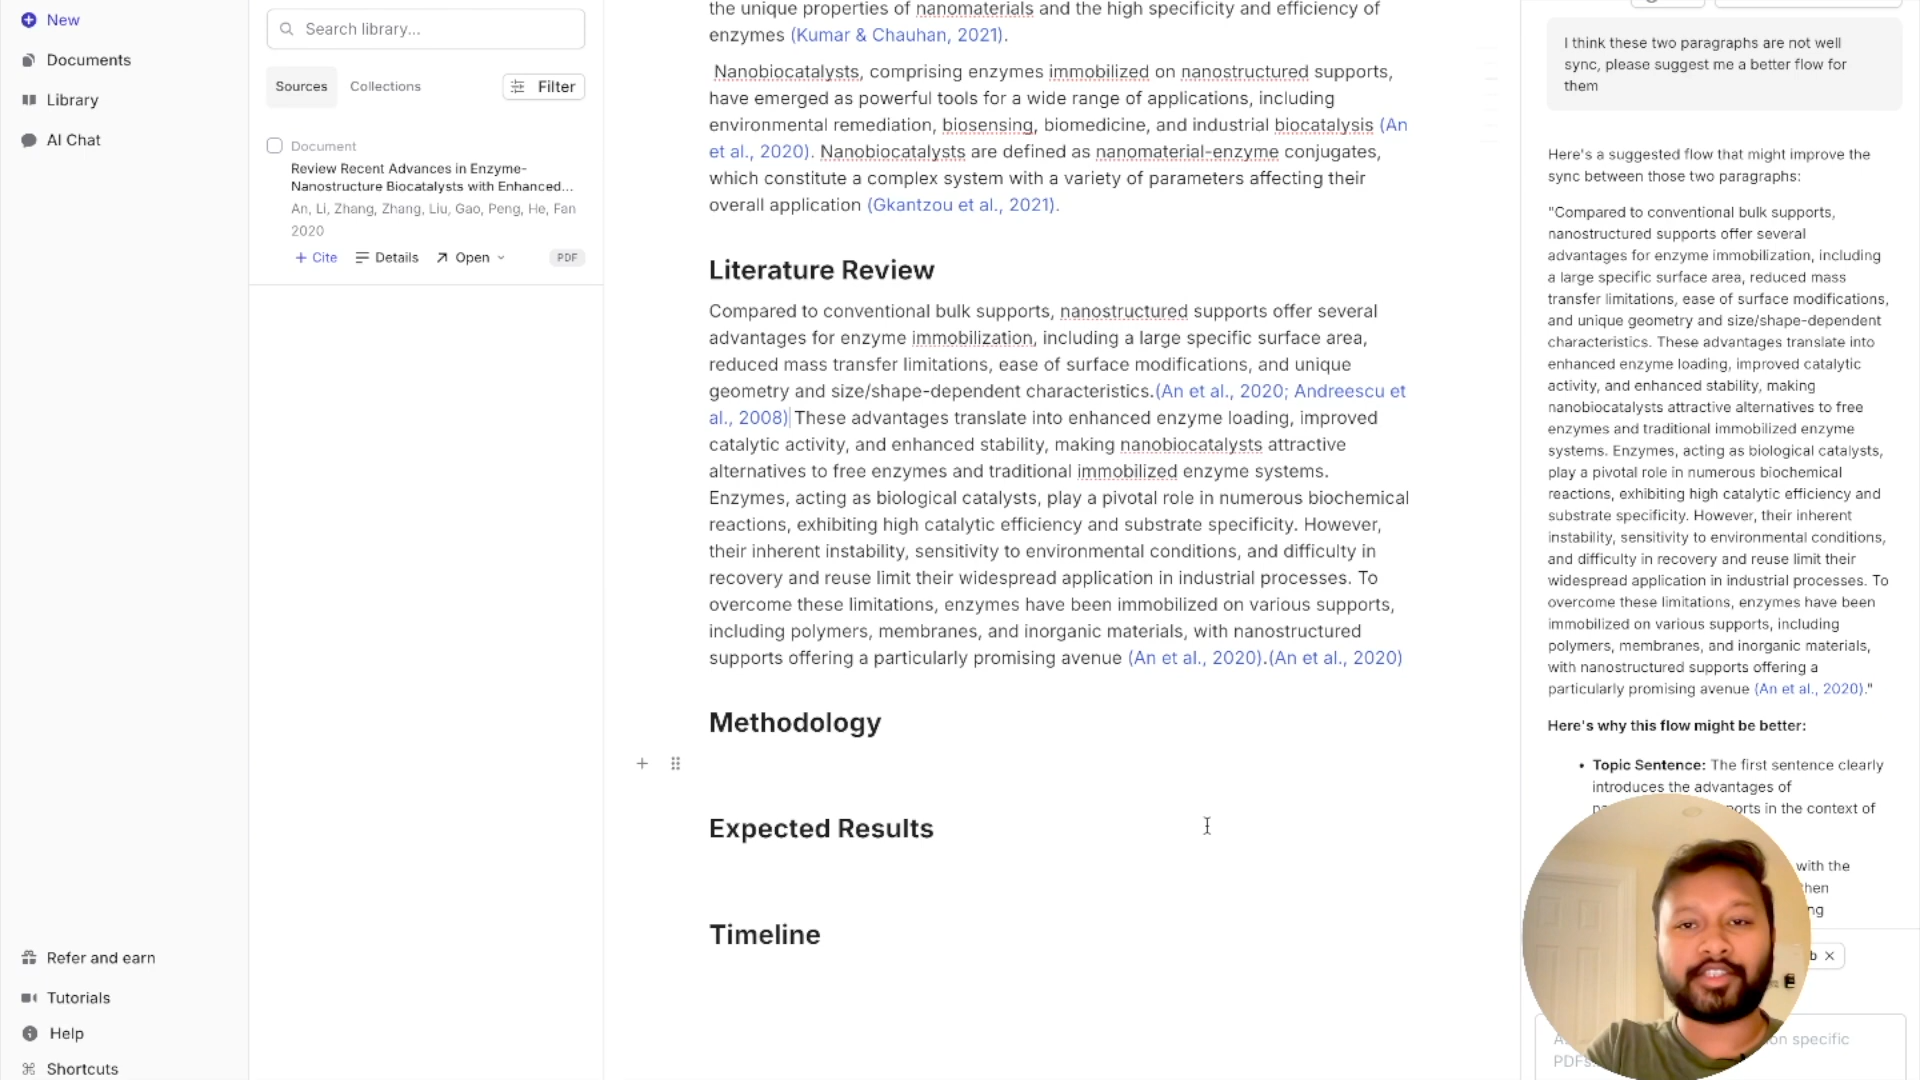 New
Documents
Library
AI Chat
Refer and earn
Tutorials
Help
Shortcuts
Search library...
Sources
Collections
Filter
Document
Review Recent Advances in Enzyme-
Nanostructure Biocatalysts with Enhanced...
An, Li, Zhang, Zhang, Liu, Gao, Peng, He, Fan
2020
+ Cite
Details
Open
PDF
the unique properties of nanomaterials and the high specificity and efficiency of
enzymes (Kumar & Chauhan, 2021).
Nanobiocatalysts, comprising enzymes immobilized on nanostructured supports,
have emerged as powerful tools for a wide range of applications, including
environmental remediation, biosensing, biomedicine, and industrial biocatalysis (An
et al., 2020). Nanobiocatalysts are defined as nanomaterial-enzyme conjugates,
which constitute a complex system with a variety of parameters affecting their
overall application (Gkantzou et al., 2021).
Literature Review
Compared to conventional bulk supports, nanostructured supports offer several
advantages for enzyme immobilization, including a large specific surface area,
reduced mass transfer limitations, ease of surface modifications, and unique
geometry and size/shape-dependent characteristics.(An et al., 2020; Andreescu et
al., 2008) These advantages translate into enhanced enzyme loading, improved
catalytic activity, and enhanced stability, making nanobiocatalysts attractive
alternatives to free enzymes and traditional immobilized enzyme systems.
Enzymes, acting as biological catalysts, play a pivotal role in numerous biochemical
reactions, exhibiting high catalytic efficiency and substrate specificity. However,
their inherent instability, sensitivity to environmental conditions, and difficulty in
recovery and reuse limit their widespread application in industrial processes. To
overcome these limitations, enzymes have been immobilized on various supports,
including polymers, membranes, and inorganic materials, with nanostructured
supports offering a particularly promising avenue (An et al., 2020).(An et al., 2020)
Methodology
Expected Results
Timeline
I think these two paragraphs are not well
sync, please suggest me a better flow for
them
Here's a suggested flow that might improve the
sync between those two paragraphs:
"Compared to conventional bulk supports,
nanostructured supports offer several
advantages for enzyme immobilization, including
a large specific surface area, reduced mass
transfer limitations, ease of surface modifications,
and unique geometry and size/shape-dependent
characteristics. These advantages translate into
enhanced enzyme loading, improved catalytic
activity, and enhanced stability, making
nanobiocatalysts attractive alternatives to free
enzymes and traditional immobilized enzyme
systems. Enzymes, acting as biological catalysts,
play a pivotal role in numerous biochemical
reactions, exhibiting high catalytic efficiency and
substrate specificity. However, their inherent
instability, sensitivity to environmental conditions,
and difficulty in recovery and reuse limit their
widespread application in industrial processes. To
overcome these limitations, enzymes have been
immobilized on various supports, including
polymers, membranes, and inorganic materials,
with nanostructured supports offering a
particularly promising avenue (An et al., 2020)."
Here's why this flow might be better:
• Topic Sentence: The first sentence clearly
introduces the advantages of
ports in the context of
with the
hen
ng
b
on specific
PDFs